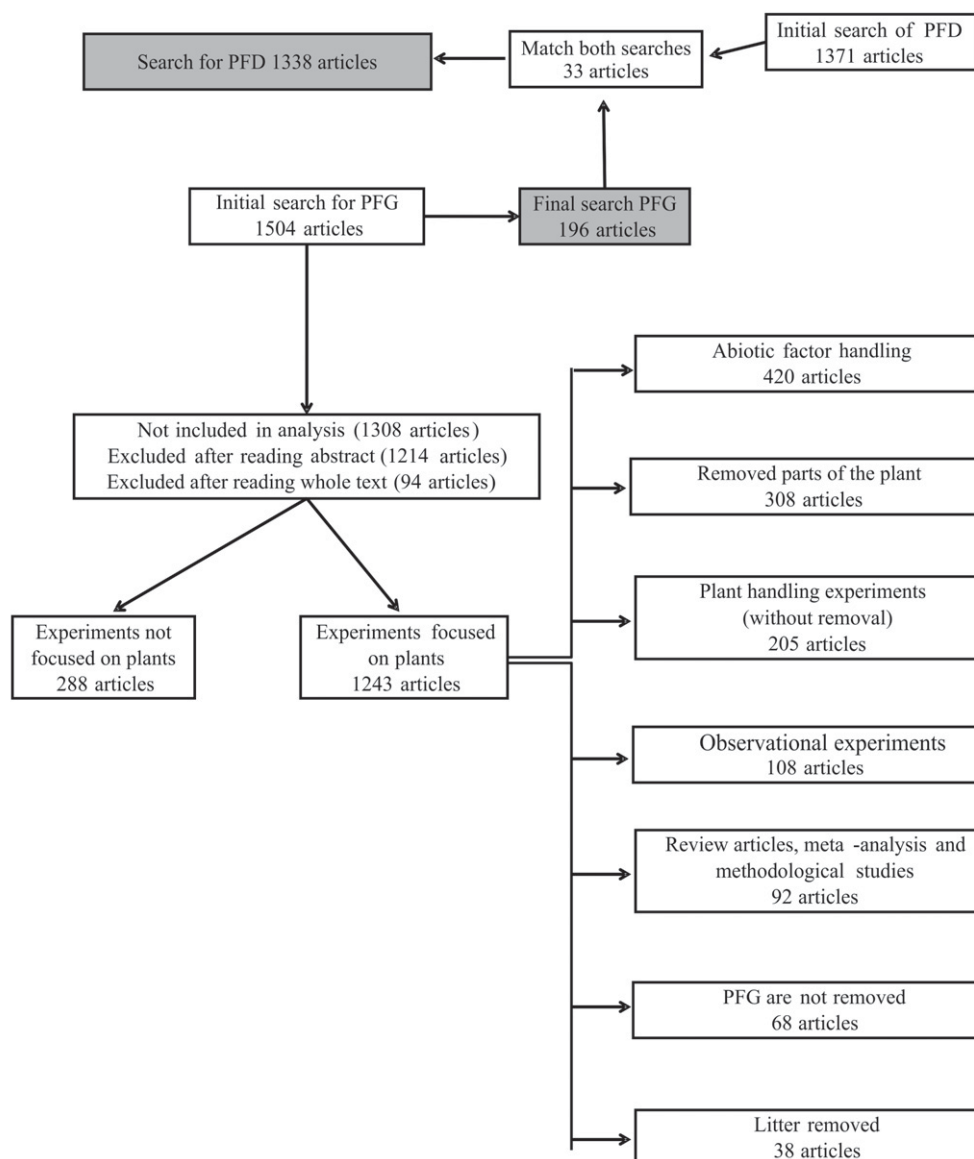 Search for PFD 1338 articles
Match both searches
33 articles
Initial search of PFD
1371 articles
Initial search for PFG
1504 articles
Final search PFG
196 articles
Not included in analysis (1308 articles)
Excluded after reading abstract (1214 articles)
Excluded after reading whole text (94 articles)
Experiments not
focused on plants
288 articles
Experiments focused
on plants
1243 articles
Abiotic factor handling
420 articles
Removed parts of the plant
308 articles
Plant handling experiments
(without removal)
205 articles
Observational experiments
108 articles
Review articles, meta -analysis and
methodological studies
92 articles
PFG are not removed
68 articles
Litter removed
38 articles